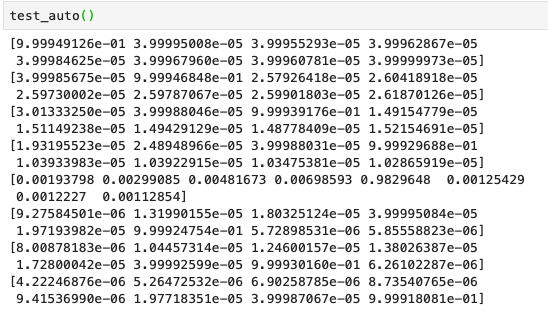 test_auto()
[9.99949126e-01 3.99995008e-05 3.99955293e-05 3.99962867e-05
3.99984625e-05 3.99967960e-05 3.99960781e-05 3.99999973e-05]
[3.99985675e-05 9.99946848e-01 2.57926418e-05 2.60418918e-05
2.59730002e-05 2.59787067e-05 2.59901803e-05 2.61870126e-05]
[3.01333250e-05 3.99988046e-05 9.99939176e-01 1.49154779e-05
1.51149238e-05 1.49429129e-05 1.48778409e-05 1.52154691e-05]
[1.93195523e-05 2.48948966e-05 3.99988031e-05 9.99929688e-01
1.03933983e-05 1.03922915e-05 1.03475381e-05 1.02865919e-05]
[0.00193798 0.00299085 0.00481673 0.00698593 0.9829648  0.00125429
0.0012227  0.00112854]
[9.27584501e-06 1.31990155e-05 1.80325124e-05 3.99995084e-05
1.97193982e-05 9.99924754e-01 5.72898531e-06 5.85558823e-06]
[8.00878183e-06 1.04457314e-05 1.24600157e-05 1.38026387e-05
1.72800042e-05 3.99992599e-05 9.99930160e-01 6.26102287e-06]
[4.22246876e-06 5.26472532e-06 6.90258785e-06 8.73540765e-06
9.41536990e-06 1.97718351e-05 3.99987067e-05 9.99918081e-01]